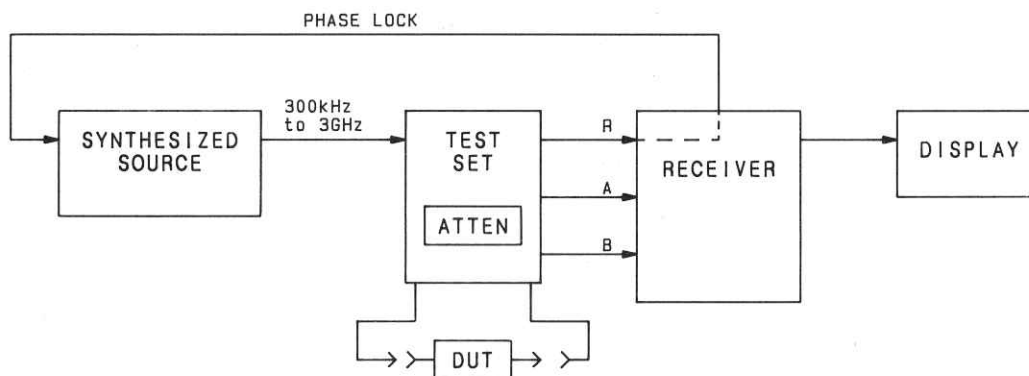 PHASE LOCK
SYNTHESIZED
SOURCE
300kHz
to 3GHz
TEST
SET
ATTEN
R
A
B
RECEIVER
DISPLAY
DUT